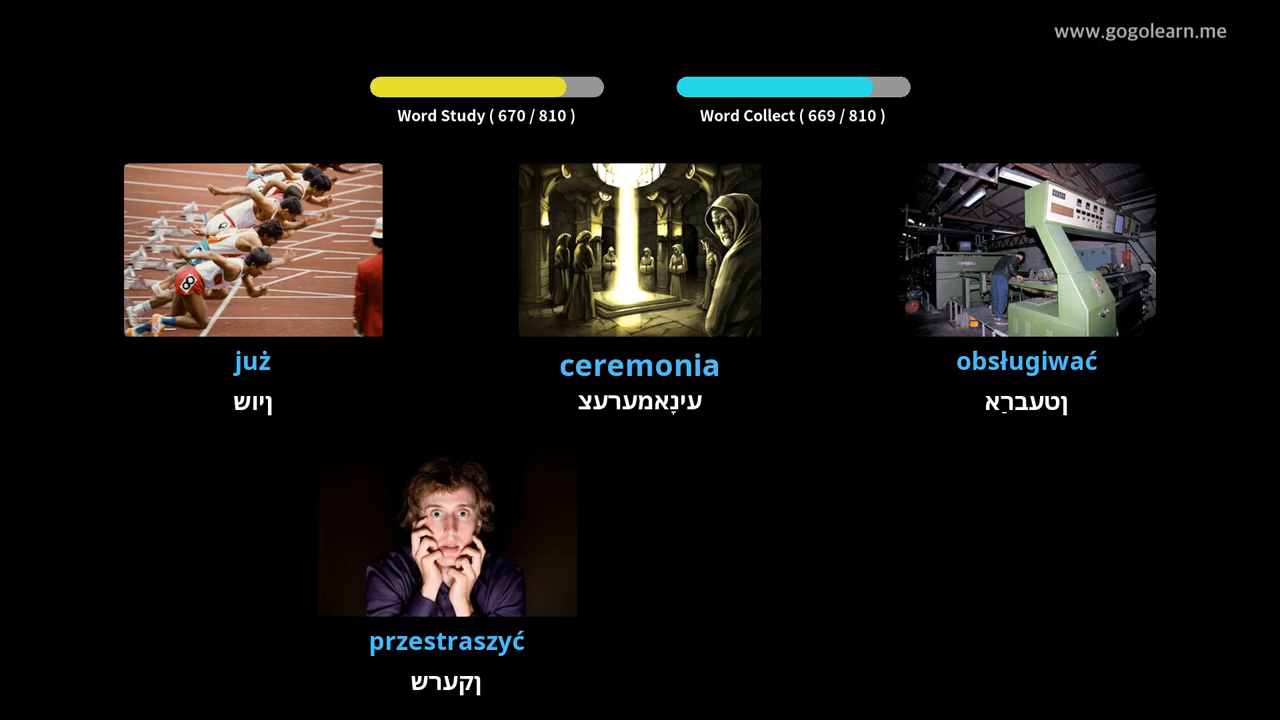 www.gogolearn.me
Word Study ( 670 / 810 )
Word Collect ( 669 / 810 )
już
ןיוש
ceremonia
עינָאמערעצ
obsługiwać
ןטעברַא
przestraszyć
ןקערש